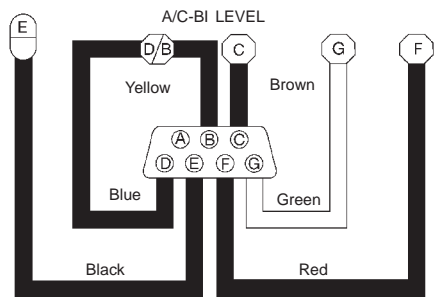 A/C-BI LEVEL
E
D/B
C
G
F
Yellow
Brown
A B C
D E F G
Blue
Green
Black
Red